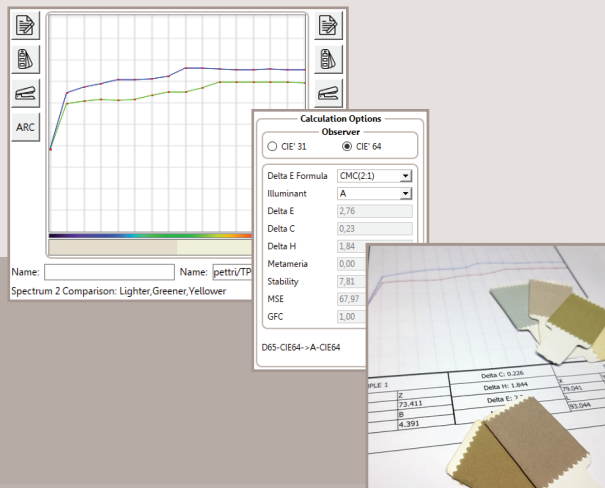 ARC
Name:
Name: pettri/TP
Spectrum 2 Comparison: Lighter,Greener,Yellower
Calculation Options
Observer
CIE' 31
CIE' 64
Delta E Formula CMC(2:1)
Illuminant A
Delta E 2,76
Delta C 0,23
Delta H 1,84
Metameria 0,00
Stability 7,81
MSE 67,97
GFC 1,00
D65-CIE64->A-CIE64
Delta C: 0.226
Z Delta H: 1.844 X
73.411 Delta E: 79.041
B L
4.391 93.044